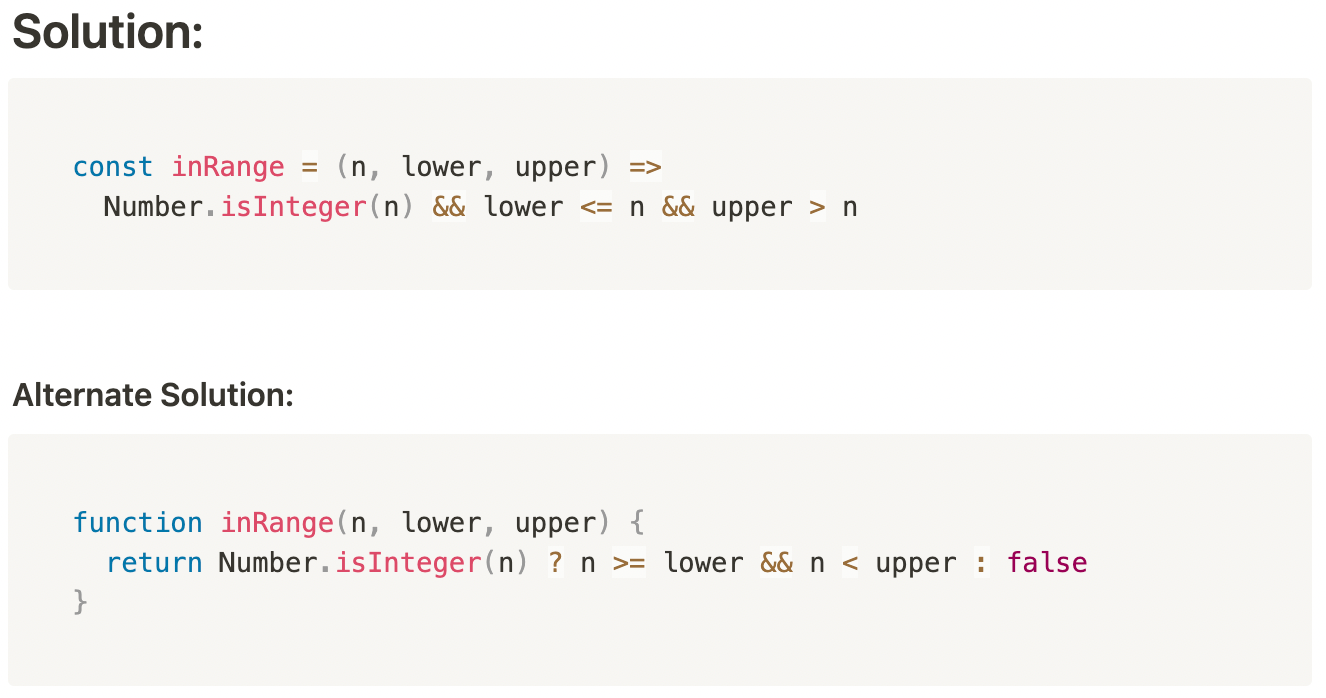 Solution:
const inRange = (n, lower, upper) =>
  Number.isInteger(n) && lower <= n && upper > n
Alternate Solution:
function inRange(n, lower, upper) {
  return Number.isInteger(n) ? n >= lower && n < upper : false
}